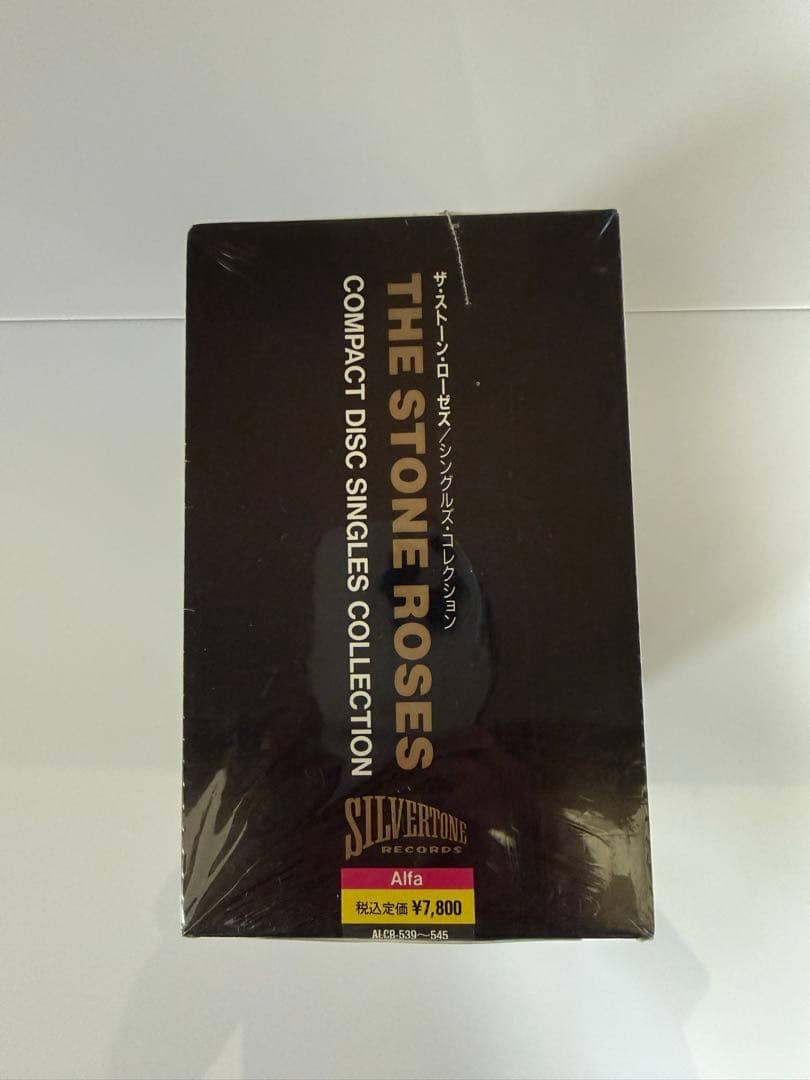 ザ・ストーン・ローゼズ/シングルズ・コレクション
THE STONE ROSES
COMPACT DISC SINGLES COLLECTION
SILVERTONE
RECORDS
Alfa
税込定価 ¥7,800
ALCB-539〜545